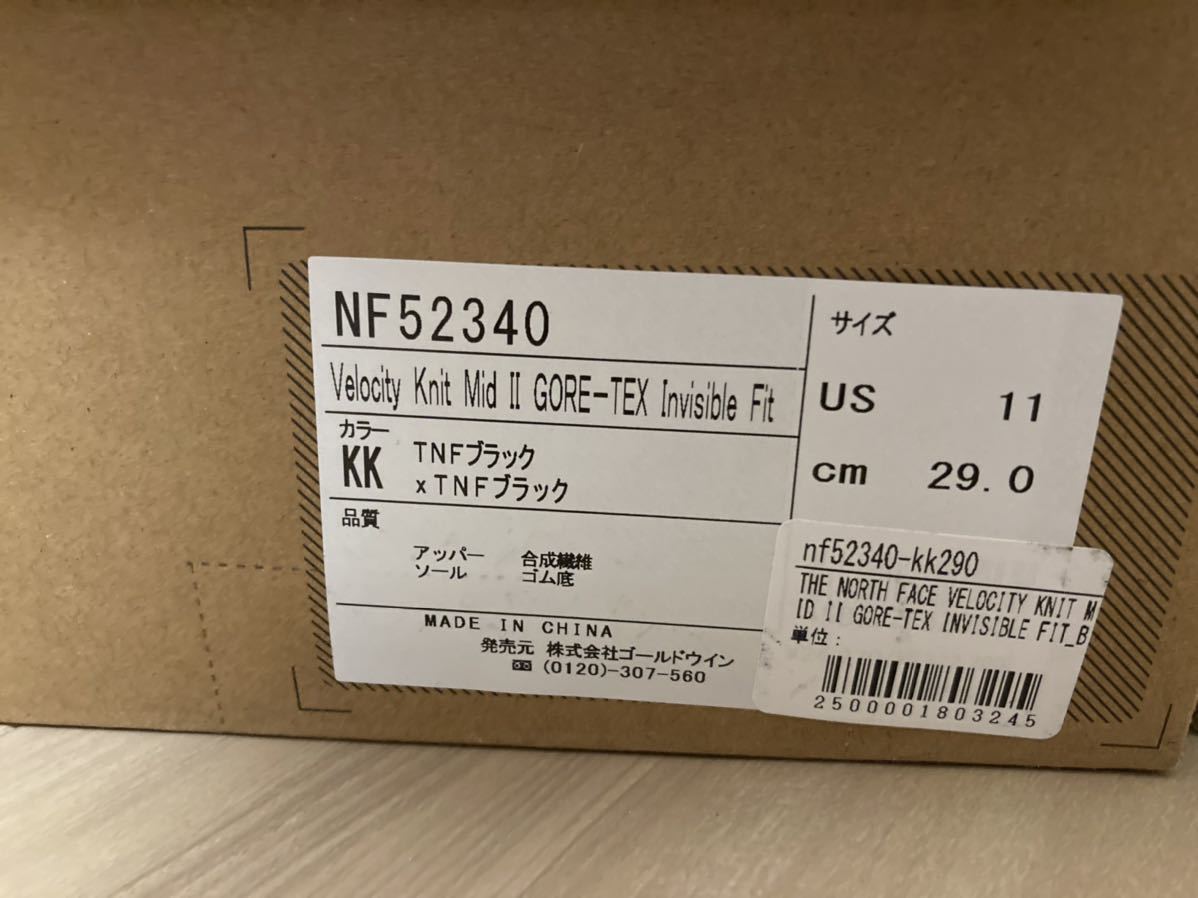 NF52340
Velocity Knit Mid II GORE-TEX Invisible Fit
カラー
KK
TNFブラック
xTNFブラック
品質
アッパー 合成繊維
ソール ゴム底
MADE IN CHINA
発売元 株式会社ゴールドウイン
(0120)-307-560
サイズ
US 11
cm 29.0
nf52340-kk290
THE NORTH FACE VELOCITY KNIT M
ID II GORE-TEX INVISIBLE FIT_B
単位:
2500001803245